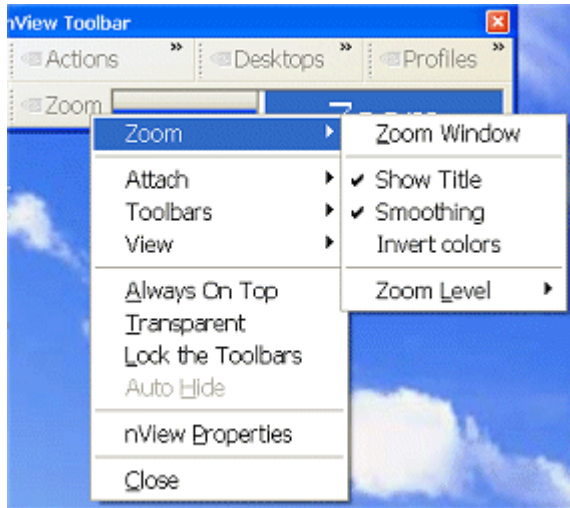 nView Toolbar
Actions » Desktops » Profiles »
Zoom
Zoom
Zoom
Attach
Toolbars
View
Always On Top
Transparent
Lock the Toolbars
Auto Hide
nView Properties
Close
Zoom Window
✔ Show Title
✔ Smoothing
Invert colors
Zoom Level